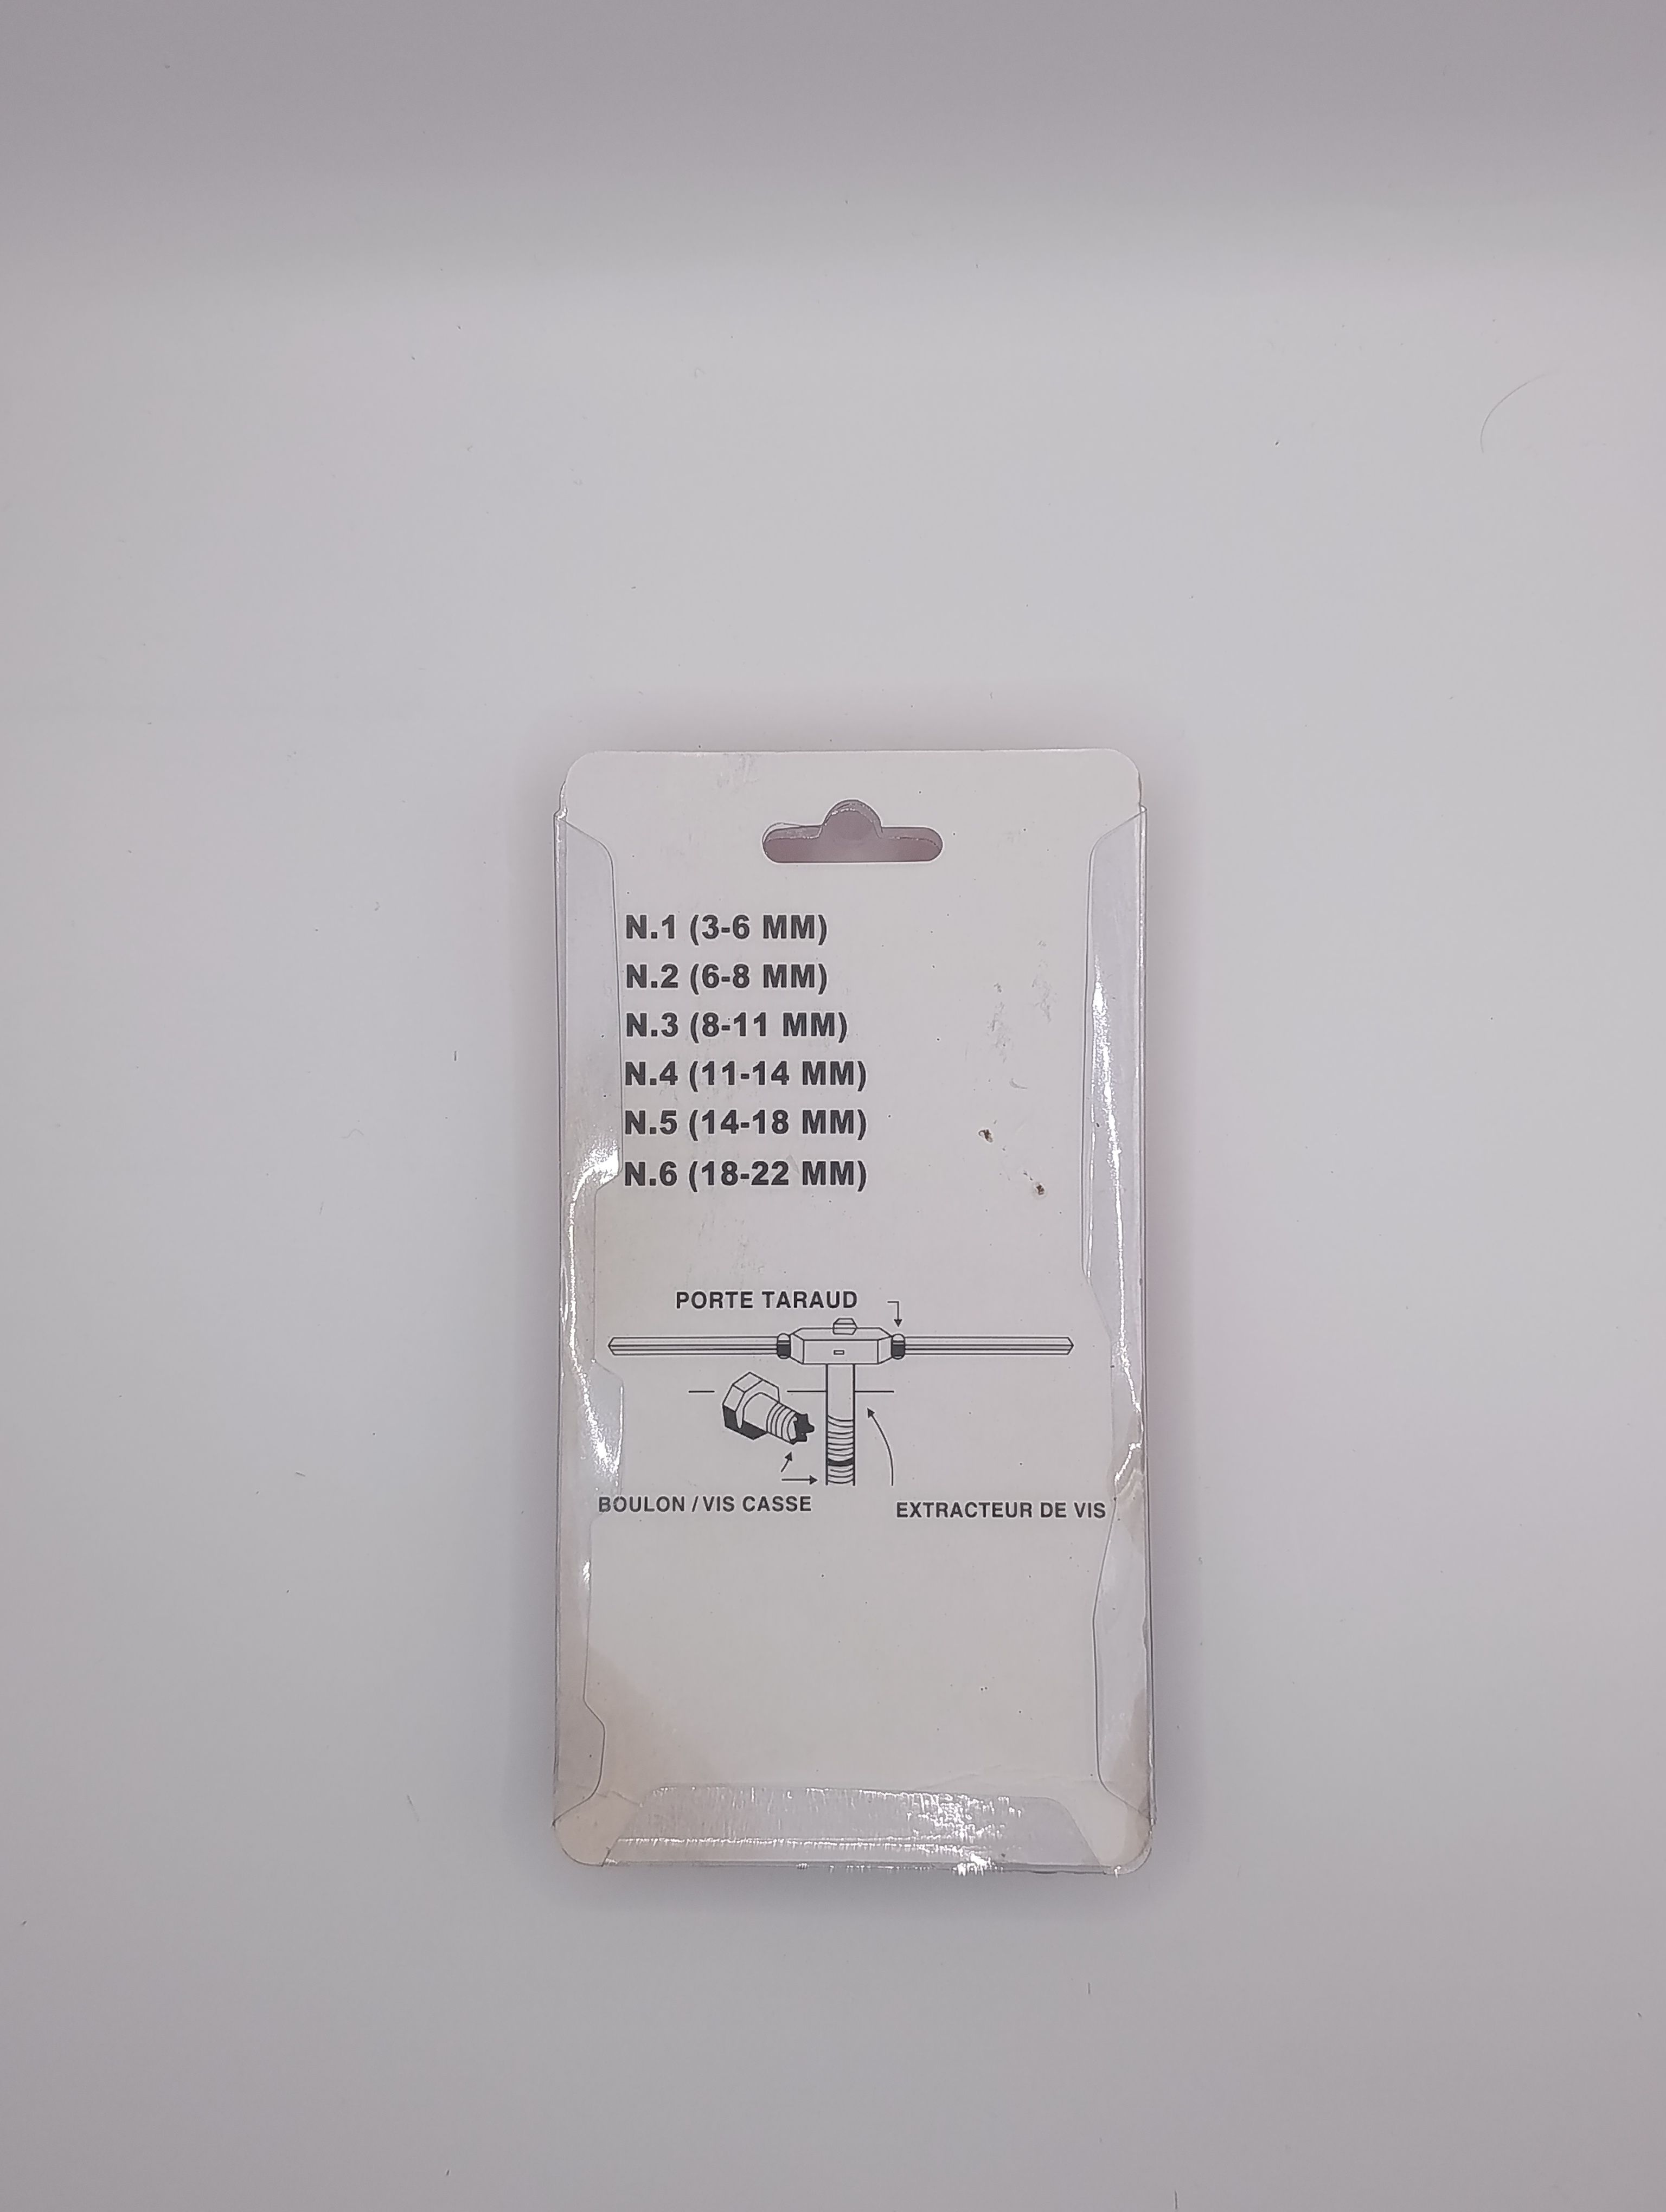 N.1 (3-6 MM)
N.2 (6-8 MM)
N.3 (8-11 MM)
N.4 (11-14 MM)
N.5 (14-18 MM)
N.6 (18-22 MM)
PORTE TARAUD
BOULON / VIS CASSE
EXTRACTEUR DE VIS